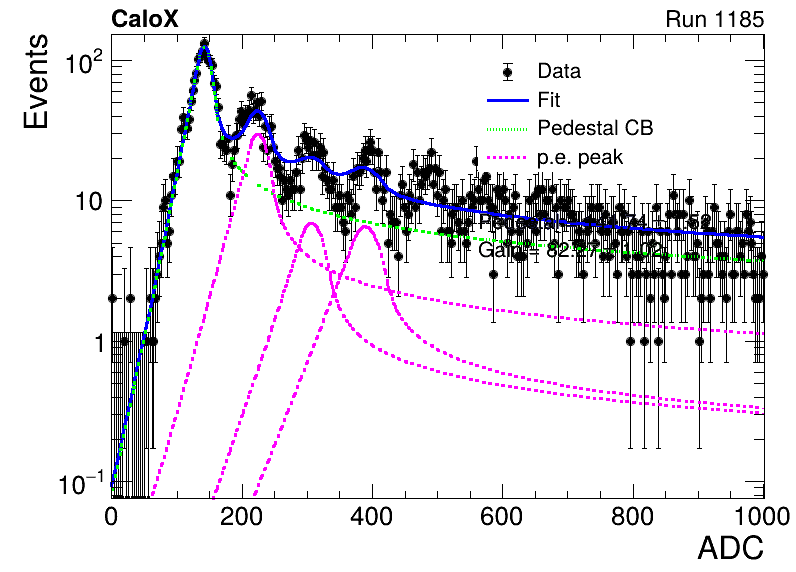 CaloX Run 1185
Events
Data
Fit
Pedestal CB
p.e. peak
10²
10
1
10⁻¹
0 200 400 600 800 1000
ADC